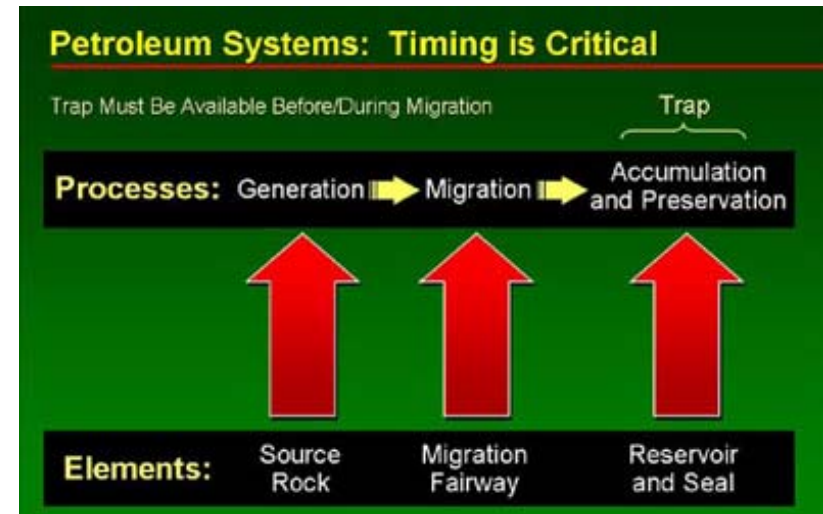 Petroleum Systems: Timing is Critical
Trap Must Be Available Before/During Migration
Trap
Processes: Generation Migration Accumulation
and Preservation
Elements: Source
Rock
Migration
Fairway
Reservoir
and Seal